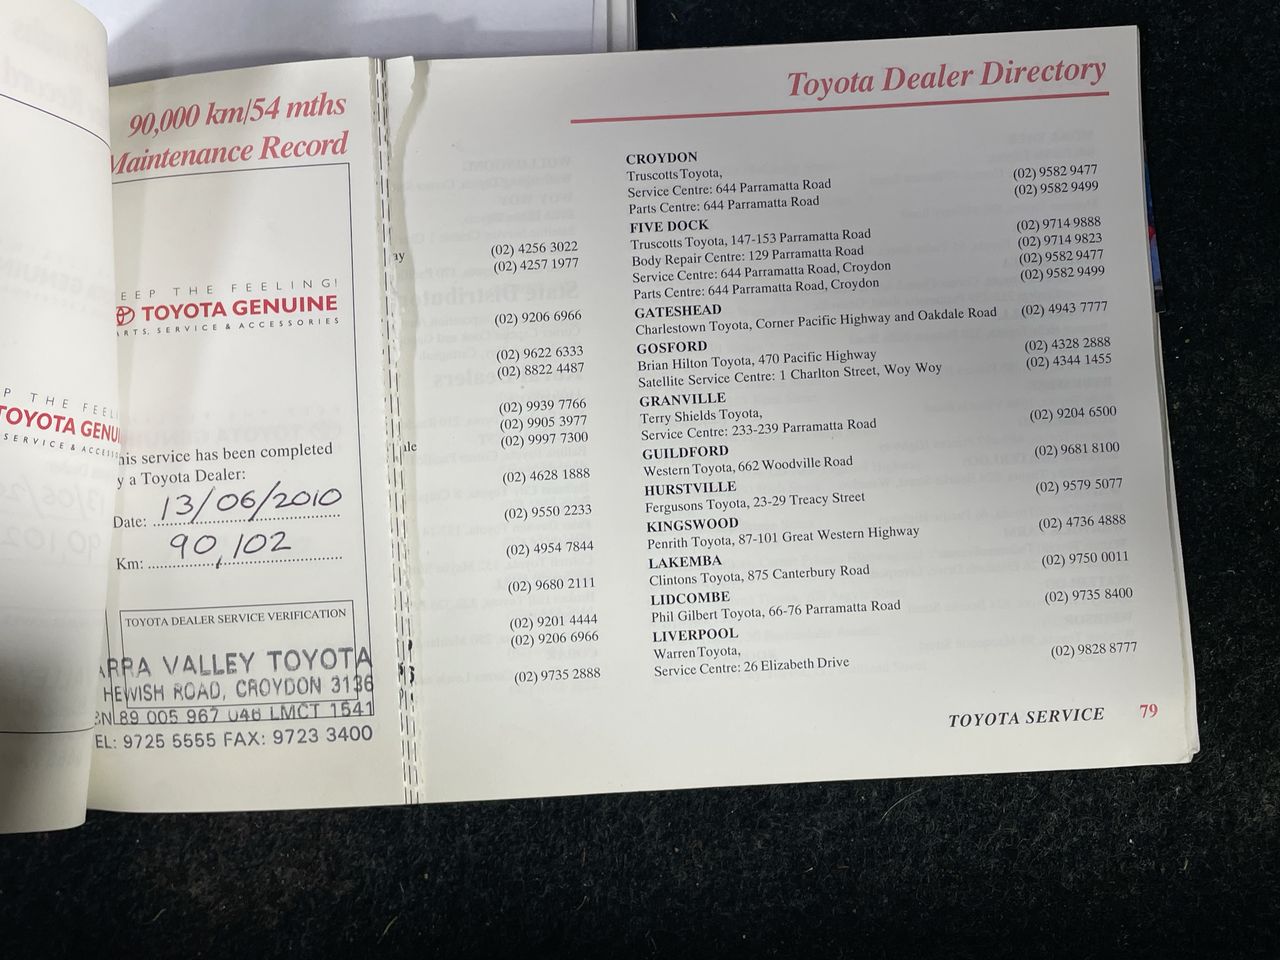 90,000 km/54 mths
Maintenance Record
EEP THE FEELING!
TOYOTA GENUINE
ARTS, SERVICE & ACCESSORIES
P THE FEELI
TOYOTA GENU
SERVICE & ACCESS
his service has been completed
y a Toyota Dealer:
Date: 13/06/2010
Km: 90,102
TOYOTA DEALER SERVICE VERIFICATION
ARRA VALLEY TOYOTA
HEWISH ROAD, CROYDON 3136
BN 89 005 967 048 LMCT 1541
EL: 9725 5555 FAX: 9723 3400
ay
ale
(02) 4256 3022
(02) 4257 1977
(02) 9206 6966
(02) 9622 6333
(02) 8822 4487
(02) 9939 7766
(02) 9905 3977
(02) 9997 7300
(02) 4628 1888
(02) 9550 2233
(02) 4954 7844
(02) 9680 2111
(02) 9201 4444
(02) 9206 6966
(02) 9735 2888
Toyota Dealer Directory
CROYDON
Truscotts Toyota,
Service Centre: 644 Parramatta Road (02) 9582 9477
Parts Centre: 644 Parramatta Road (02) 9582 9499
FIVE DOCK
Truscotts Toyota, 147-153 Parramatta Road (02) 9714 9888
Body Repair Centre: 129 Parramatta Road (02) 9714 9823
Service Centre: 644 Parramatta Road, Croydon (02) 9582 9477
Parts Centre: 644 Parramatta Road, Croydon (02) 9582 9499
GATESHEAD
Charlestown Toyota, Corner Pacific Highway and Oakdale Road (02) 4943 7777
GOSFORD
Brian Hilton Toyota, 470 Pacific Highway (02) 4328 2888
Satellite Service Centre: 1 Charlton Street, Woy Woy (02) 4344 1455
GRANVILLE
Terry Shields Toyota,
Service Centre: 233-239 Parramatta Road (02) 9204 6500
GUILDFORD
Western Toyota, 662 Woodville Road (02) 9681 8100
HURSTVILLE
Fergusons Toyota, 23-29 Treacy Street (02) 9579 5077
KINGSWOOD
Penrith Toyota, 87-101 Great Western Highway (02) 4736 4888
LAKEMBA
Clintons Toyota, 875 Canterbury Road (02) 9750 0011
LIDCOMBE
Phil Gilbert Toyota, 66-76 Parramatta Road (02) 9735 8400
LIVERPOOL
Warren Toyota,
Service Centre: 26 Elizabeth Drive (02) 9828 8777
TOYOTA SERVICE 79